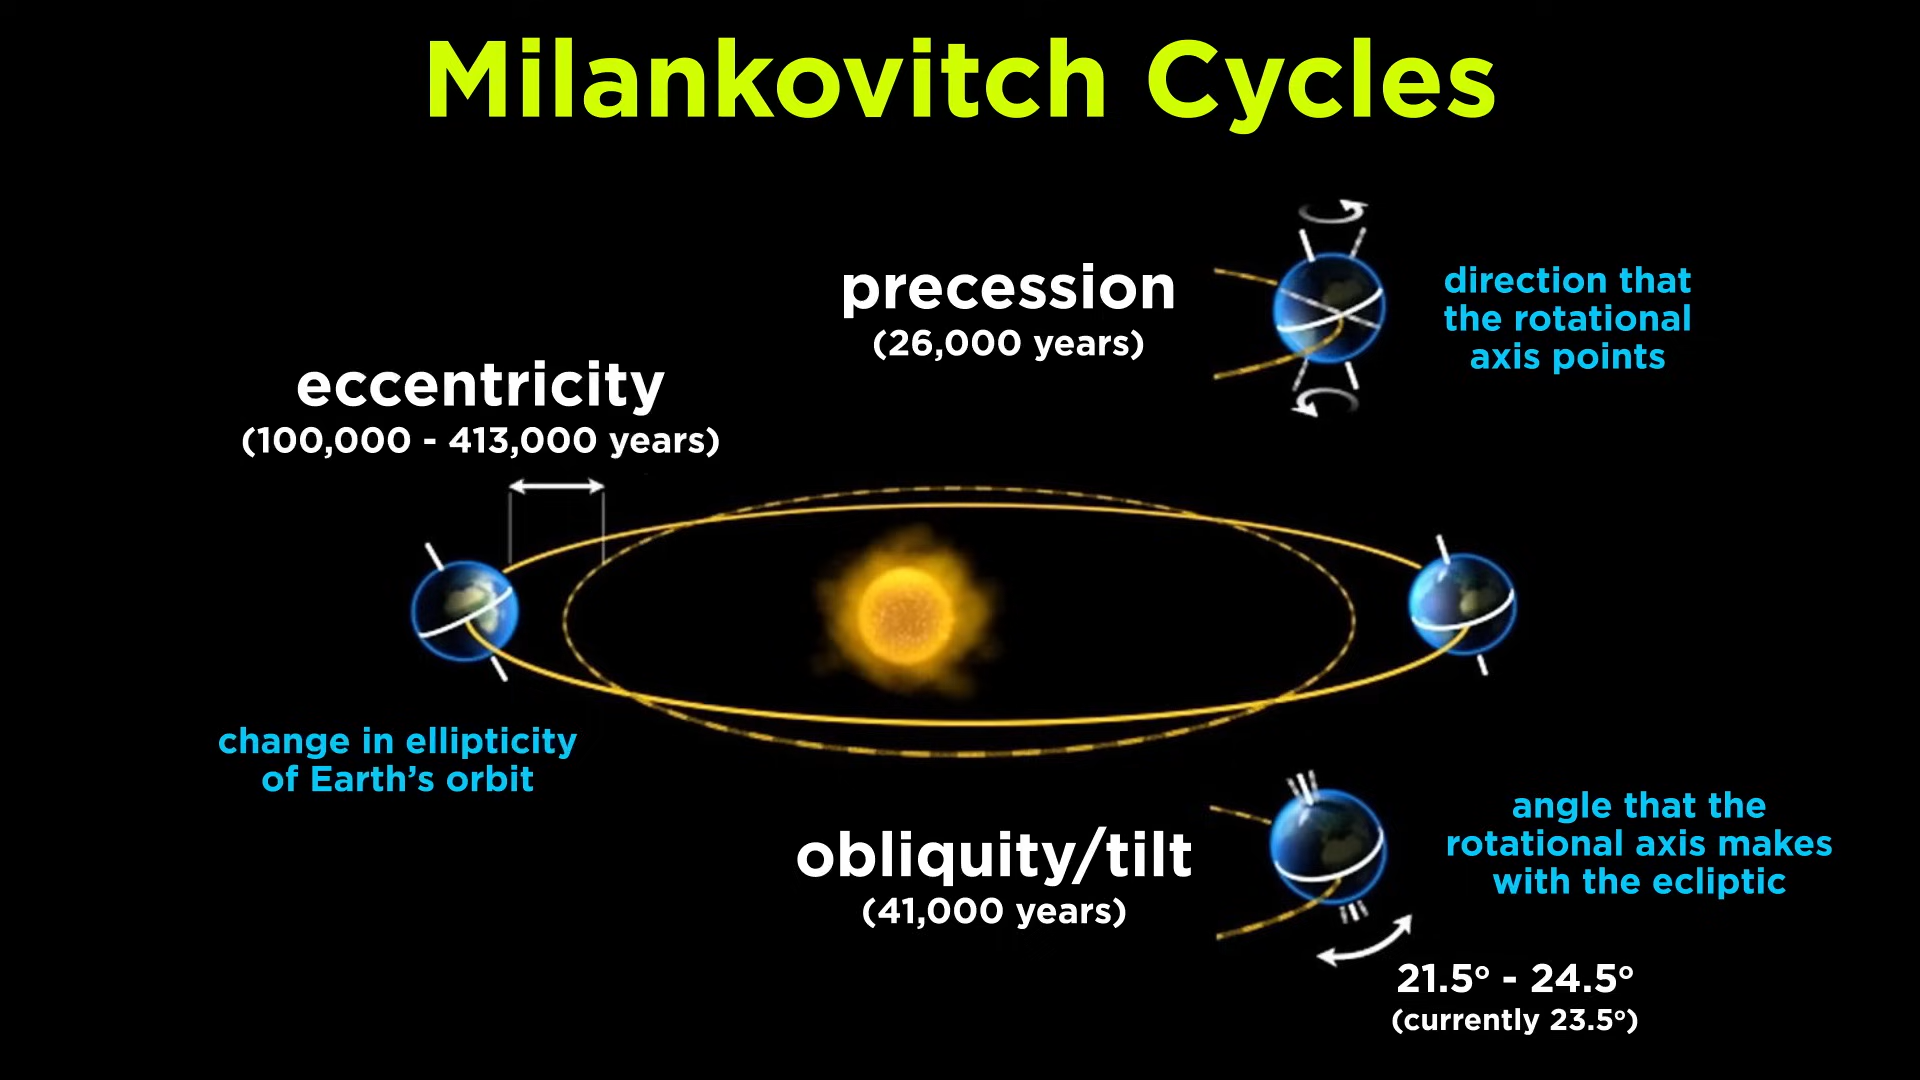 Milankovitch Cycles
precession
(26,000 years)
direction that
the rotational
axis points
eccentricity
(100,000 - 413,000 years)
change in ellipticity
of Earth’s orbit
obliquity/tilt
(41,000 years)
angle that the
rotational axis makes
with the ecliptic
21.5° - 24.5°
(currently 23.5°)